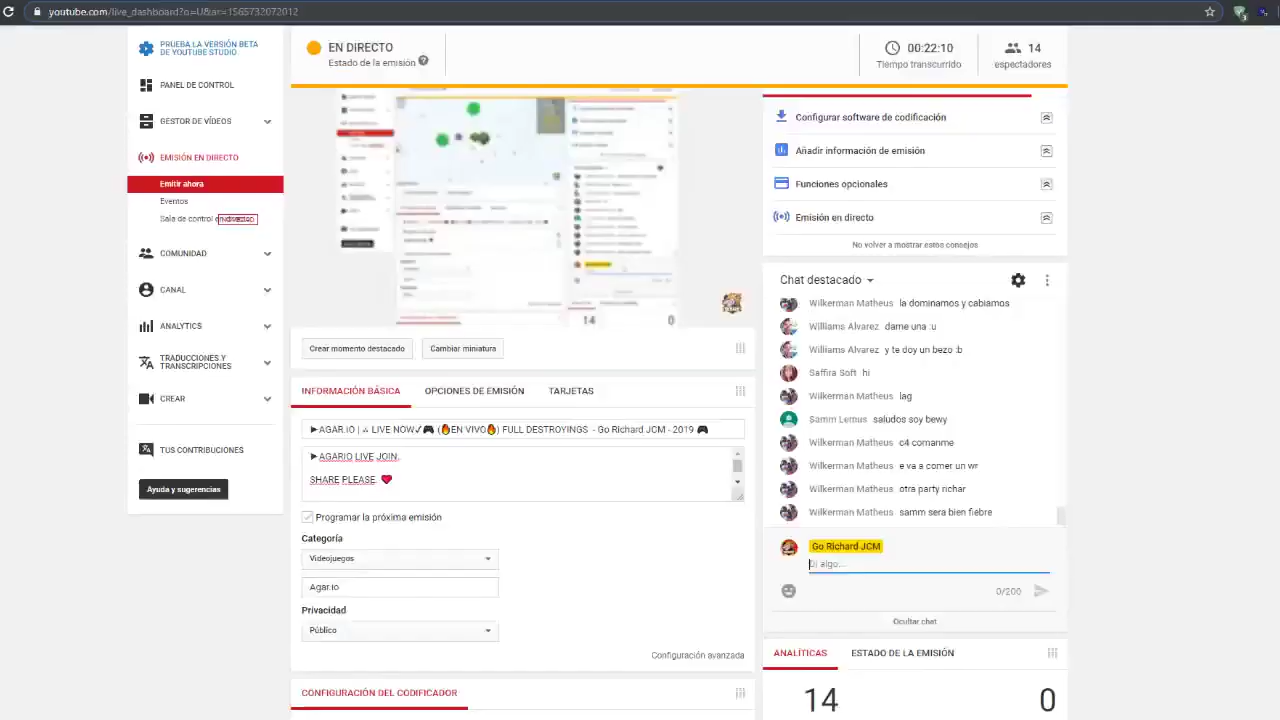 youtube.com/live_dashboard?o=U&ar=1565732072012
PRUEBA LA VERSIÓN BETA
DE YOUTUBE STUDIO
PANEL DE CONTROL
GESTOR DE VÍDEOS
EMISIÓN EN DIRECTO
Emitir ahora
Eventos
Sala de control
COMUNIDAD
CANAL
ANALYTICS
TRADUCCIONES Y
TRANSCRIPCIONES
CREAR
TUS CONTRIBUCIONES
Ayuda y sugerencias
EN DIRECTO
Estado de la emisión
00:22:10
Tiempo transcurrido
14
espectadores
14 0
Crear momento destacado
Cambiar miniatura
INFORMACIÓN BÁSICA
OPCIONES DE EMISIÓN
TARJETAS
►AGAR.IO | ⛬ LIVE NOW✓🎮 (🔥EN VIVO🔥) FULL DESTROYINGS - Go Richard JCM - 2019 🎮
►AGARIO LIVE JOIN.
SHARE PLEASE ❤️
Programar la próxima emisión
Categoría
Videojuegos
Agar.io
Privacidad
Público
Configuración avanzada
CONFIGURACIÓN DEL CODIFICADOR
Configurar software de codificación
Añadir información de emisión
Funciones opcionales
Emisión en directo
No volver a mostrar estos consejos
Chat destacado
Wilkerman Matheus la dominamos y cabiamos
Williams Alvarez dame una :u
Williams Alvarez y te doy un bezo :b
Saffira Soft hi
Wilkerman Matheus lag
Samm Lemus saludos soy bewy
Wilkerman Matheus c4 comanme
Wilkerman Matheus e va a comer un wr
Wilkerman Matheus otra party richar
Wilkerman Matheus samm sera bien fiebre
Go Richard JCM
Di algo...
0/200
Ocultar chat
ANALÍTICAS
ESTADO DE LA EMISIÓN
14 0